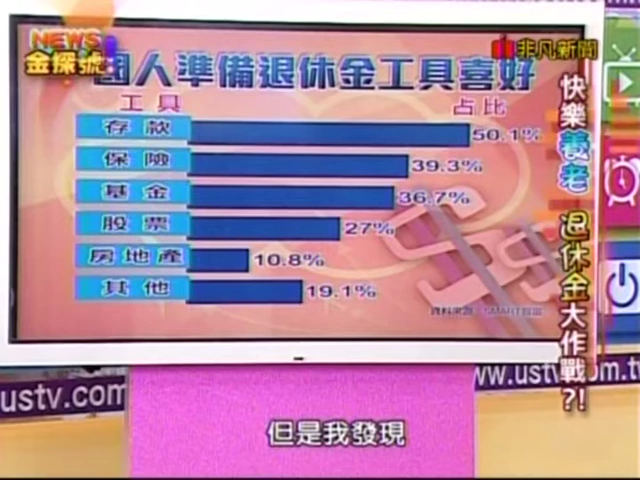 NEWS
金探號
非凡新聞
國人準備退休金工具喜好
工具 占比
存款 50.1%
保險 39.3%
基金 36.7%
股票 27%
房地產 10.8%
其他 19.1%
快樂養老 退休金大作戰?!
ustv.com
www.ustv.com.tw
但是我發現